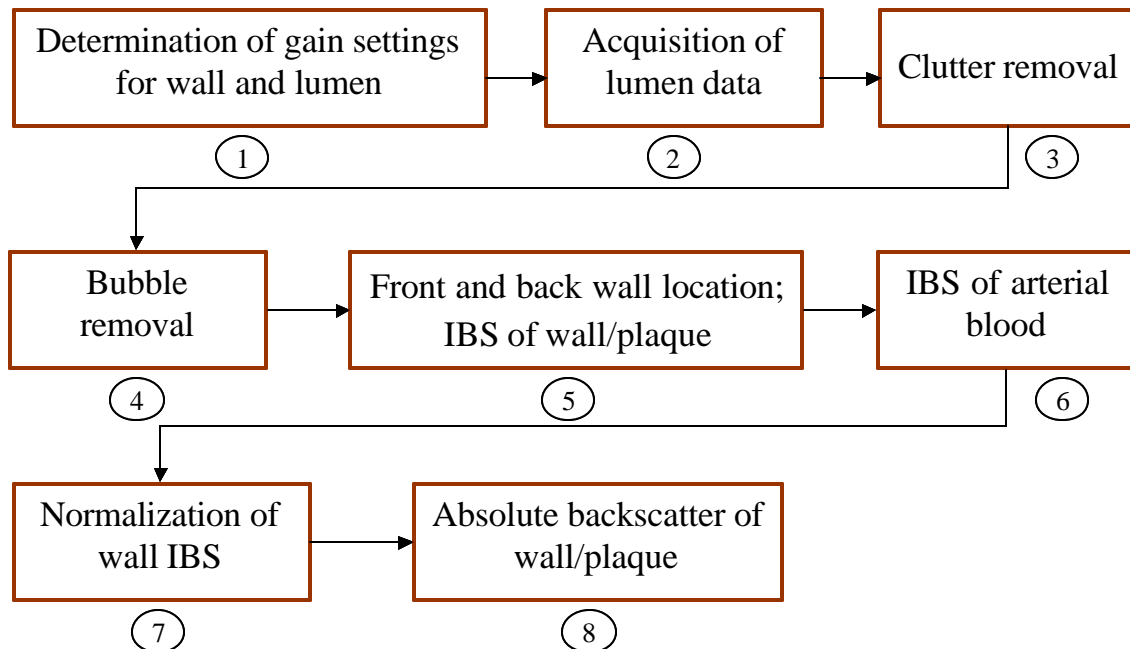 Determination of gain settings
for wall and lumen
1
Acquisition of
lumen data
2
Clutter removal
3
Bubble
removal
4
Front and back wall location;
IBS of wall/plaque
5
IBS of arterial
blood
6
Normalization of
wall IBS
7
Absolute backscatter of
wall/plaque
8